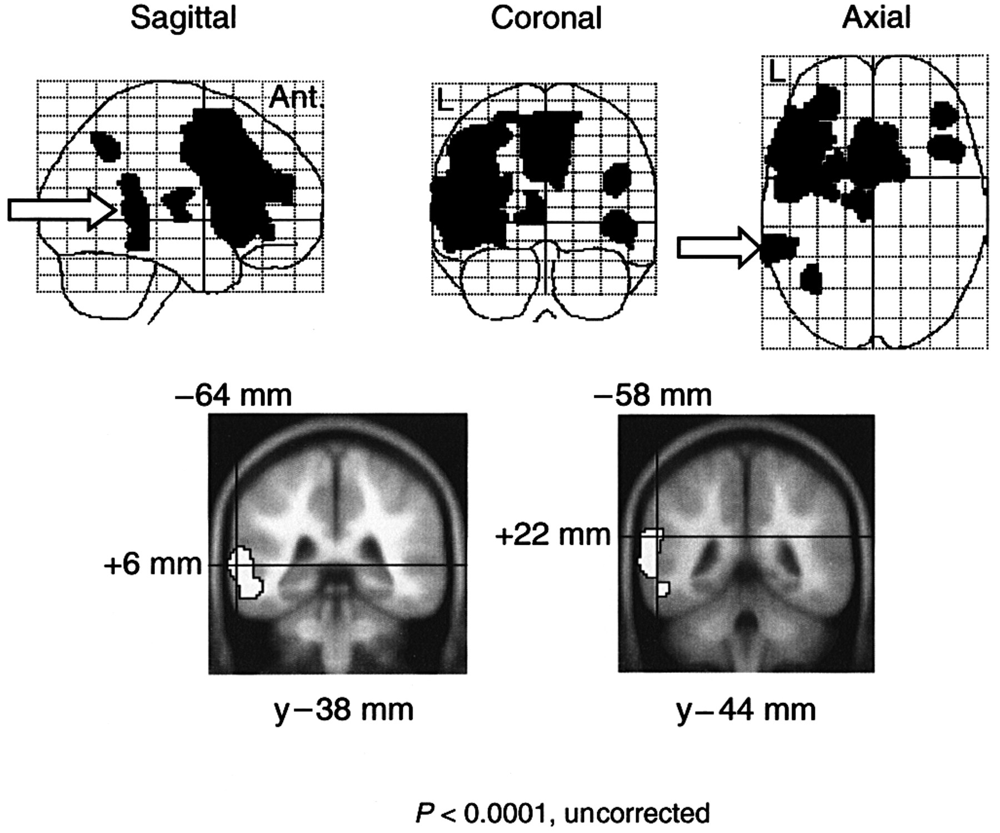 Sagittal Coronal Axial
Ant. L L
−64 mm −58 mm
+6 mm +22 mm
y−38 mm y−44 mm
P < 0.0001, uncorrected